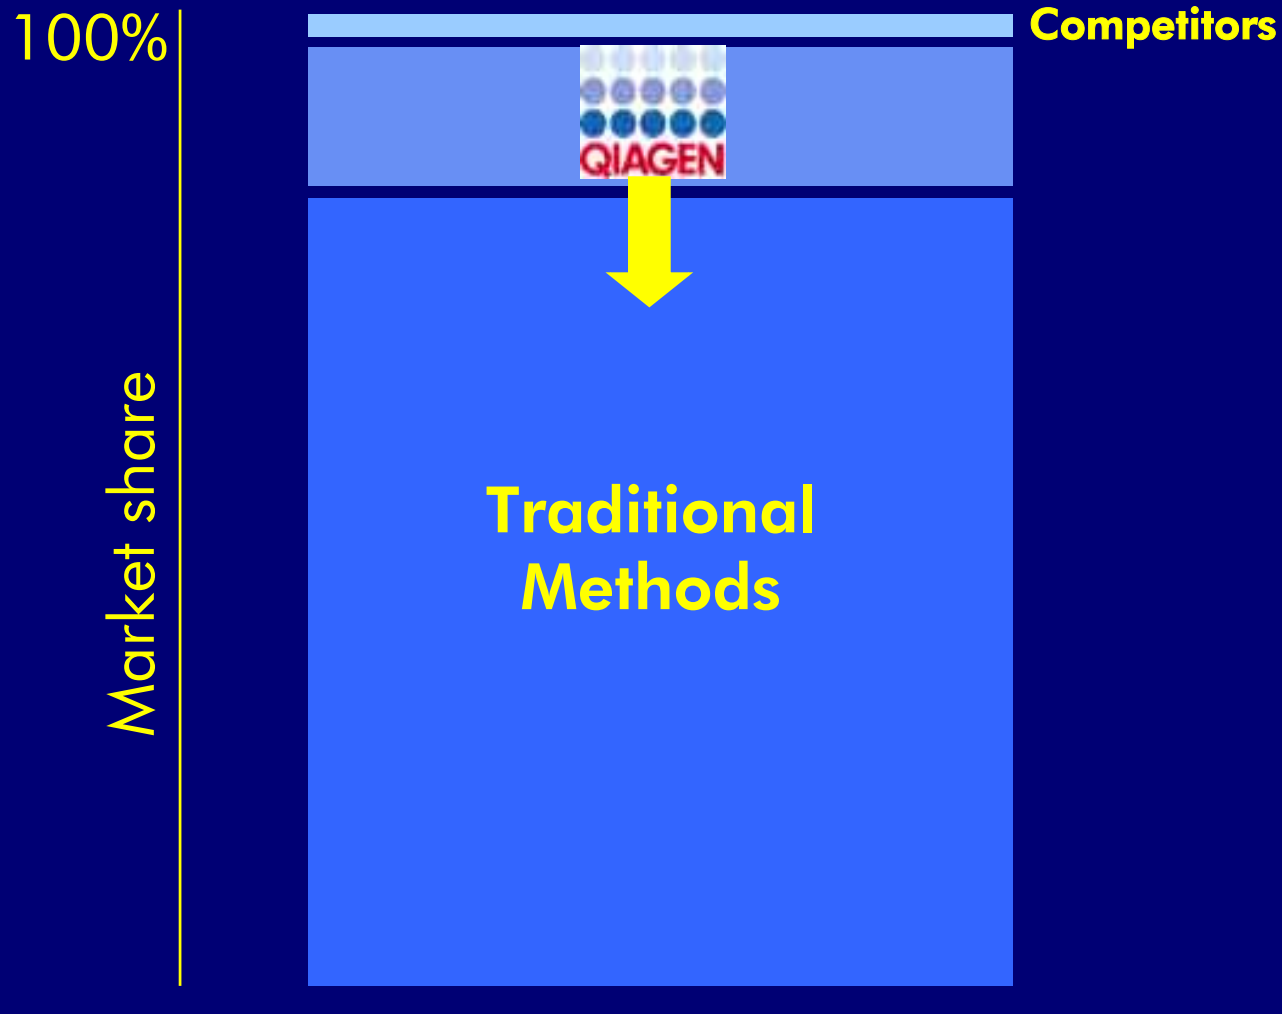 100%
Competitors
QIAGEN
Market share
Traditional
Methods